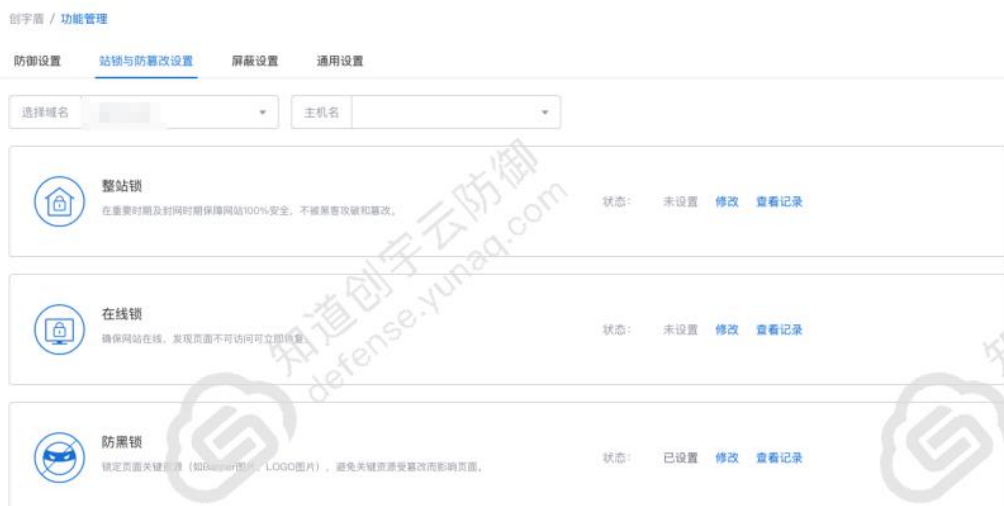 创宇盾 / 功能管理
防御设置 站锁与防篡改设置 屏蔽设置 通用设置
选择域名 主机名
整站锁
在重要时期及封网时期保障网站100%安全，不被黑客攻破和篡改。
状态： 未设置 修改 查看记录
在线锁
确保网站在线，发现页面不可访问可立即恢复。
状态： 未设置 修改 查看记录
防黑锁
锁定页面关键资源（如Banner图片、LOGO图片），避免关键资源受篡改而影响页面。
状态： 已设置 修改 查看记录
知道创宇云防御
defense.yunaq.com
知